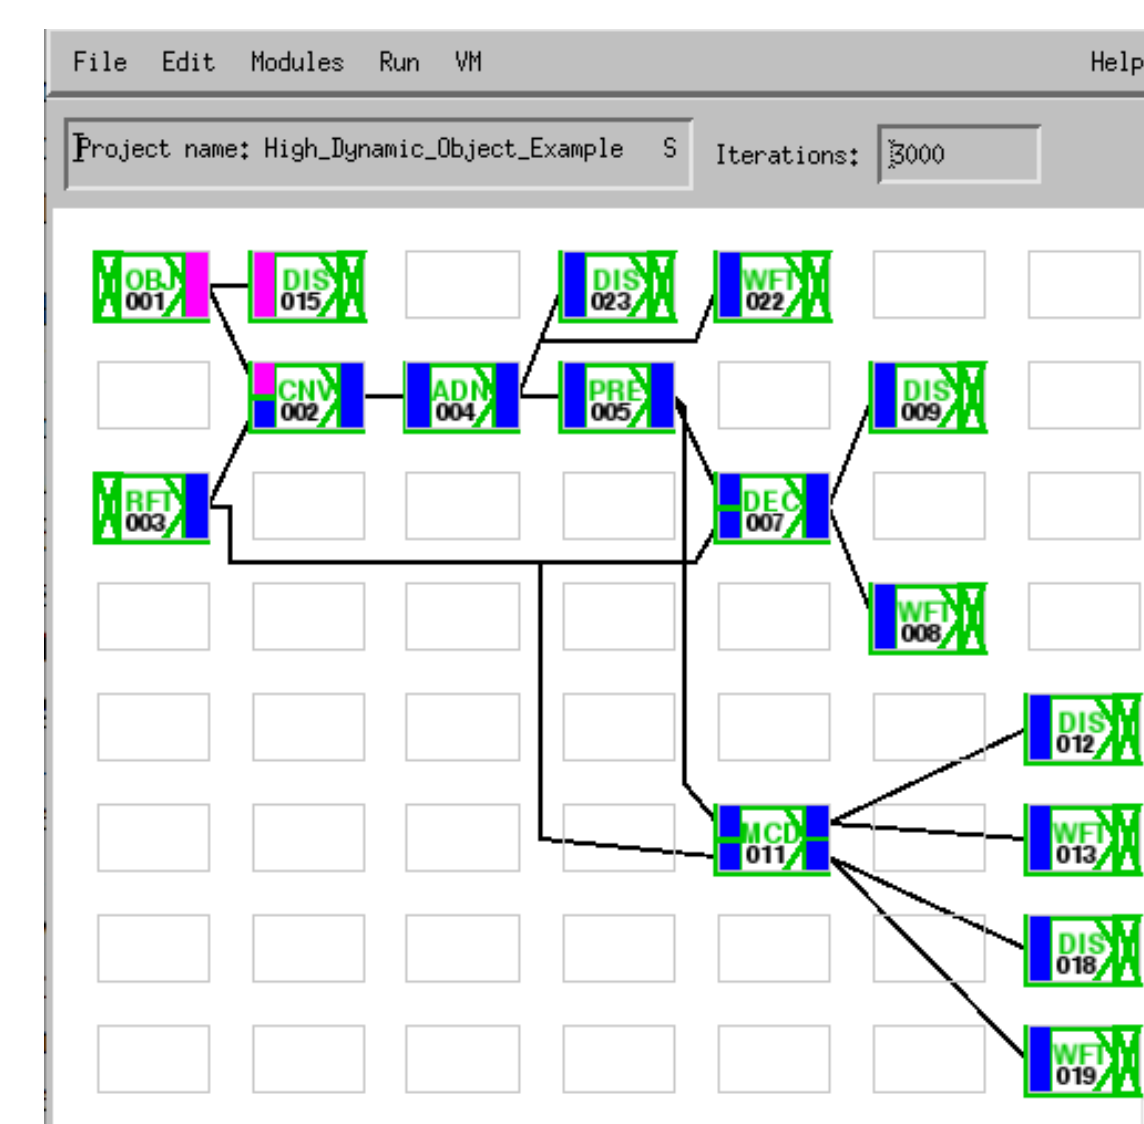 File Edit Modules Run VM Help
Project name: High_Dynamic_Object_Example S Iterations: 3000
OBJ DIS DIS WFT
001 015 023 022
CNV ADN PRE DIS
002 004 005 009
RFT DEC
003 007
WFT
008
DIS
012
MCD WFT
011 013
DIS
018
WFT
019